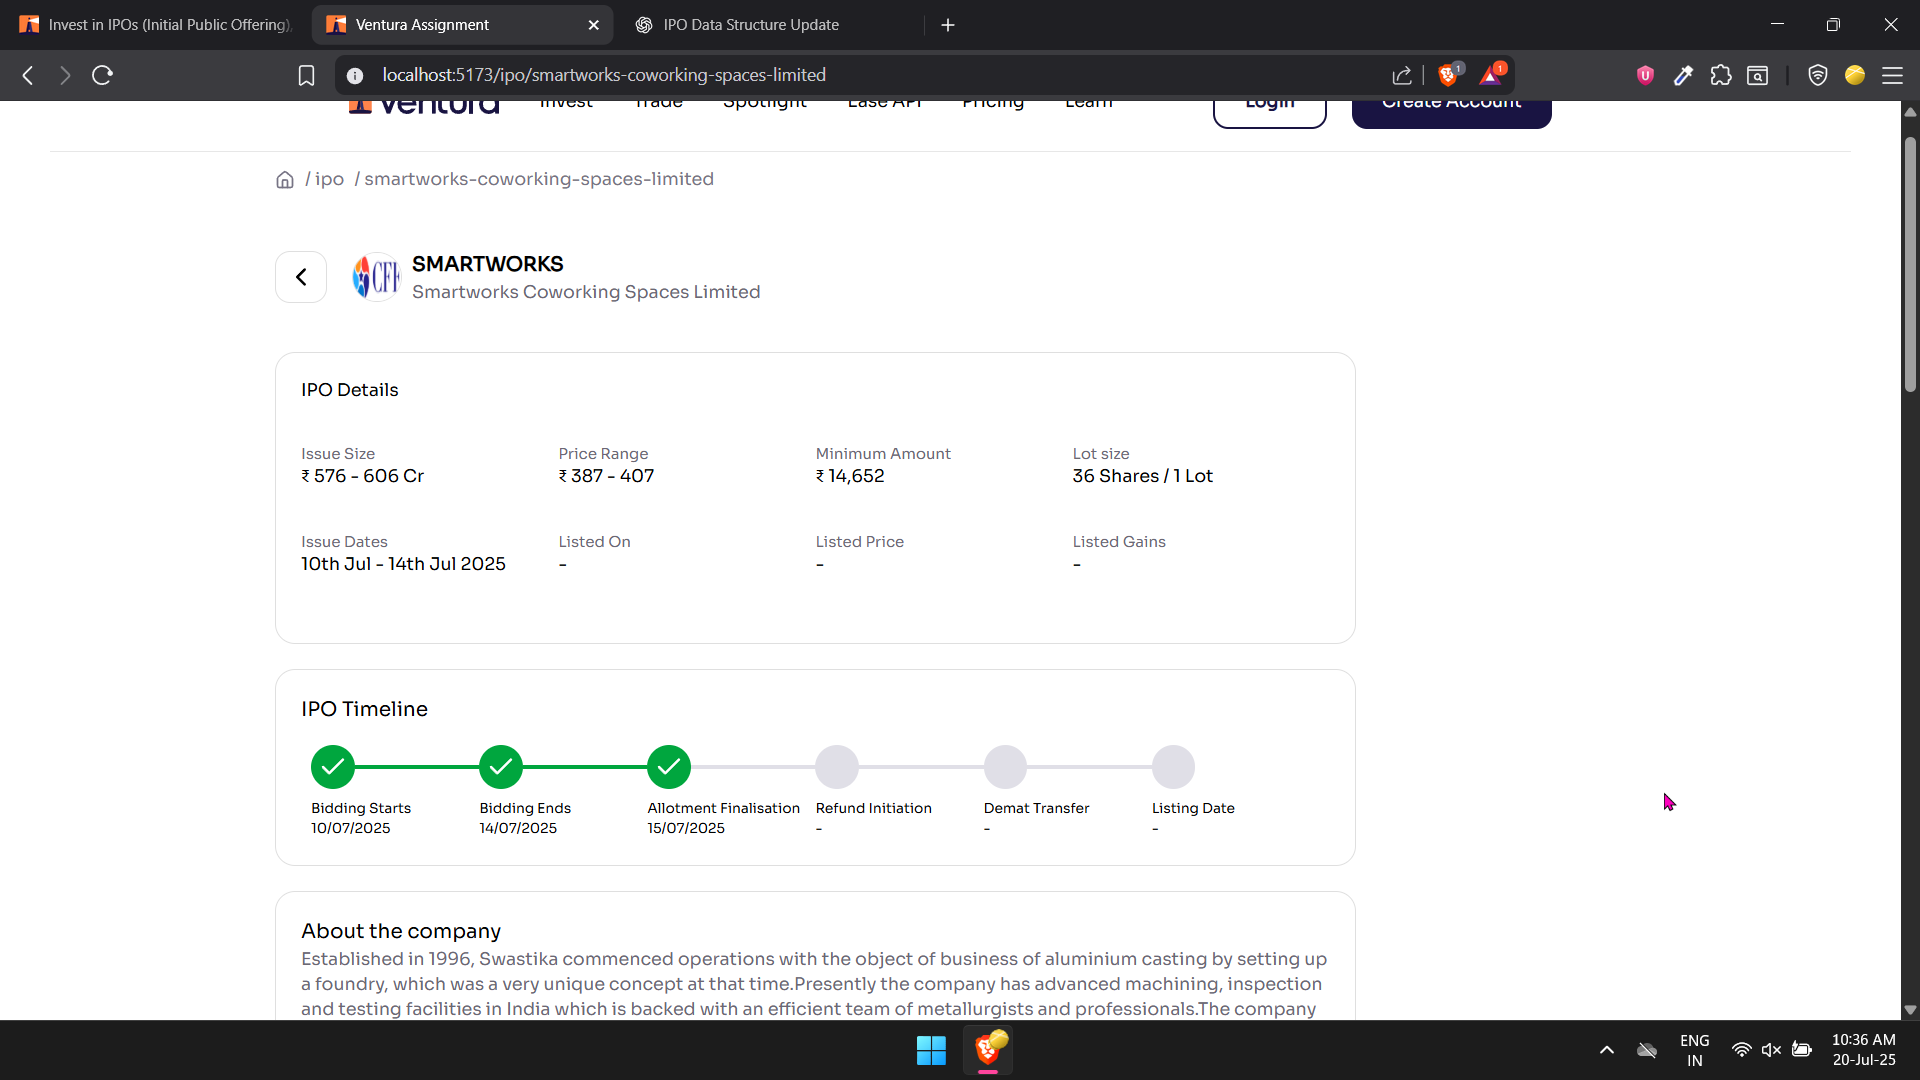 Invest in IPOs (Initial Public Offering)
Ventura Assignment
IPO Data Structure Update
localhost:5173/ipo/smartworks-coworking-spaces-limited
1
1
ventura
Invest
Trade
Spotlight
Ease API
Pricing
Learn
Login
Create Account
/ ipo / smartworks-coworking-spaces-limited
CFF
SMARTWORKS
Smartworks Coworking Spaces Limited
IPO Details
Issue Size
Price Range
Minimum Amount
Lot size
₹ 576 - 606 Cr
₹ 387 - 407
₹ 14,652
36 Shares / 1 Lot
Issue Dates
Listed On
Listed Price
Listed Gains
10th Jul - 14th Jul 2025
-
-
-
IPO Timeline
Bidding Starts
Bidding Ends
Allotment Finalisation
Refund Initiation
Demat Transfer
Listing Date
10/07/2025
14/07/2025
15/07/2025
-
-
-
About the company
Established in 1996, Swastika commenced operations with the object of business of aluminium casting by setting up
a foundry, which was a very unique concept at that time.Presently the company has advanced machining, inspection
and testing facilities in India which is backed with an efficient team of metallurgists and professionals.The company
ENG
IN
10:36 AM
20-Jul-25